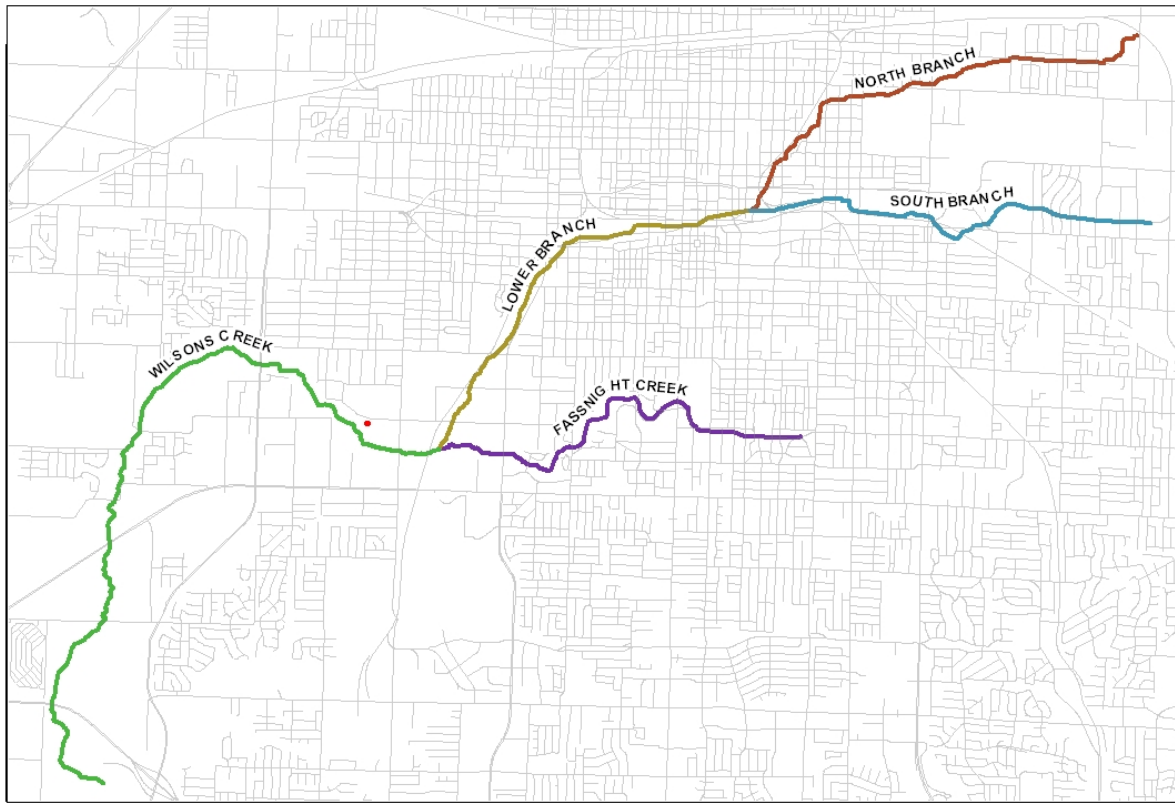 NORTH BRANCH
SOUTH BRANCH
LOWER BRANCH
WILSONS CREEK
FASSNIGHT CREEK